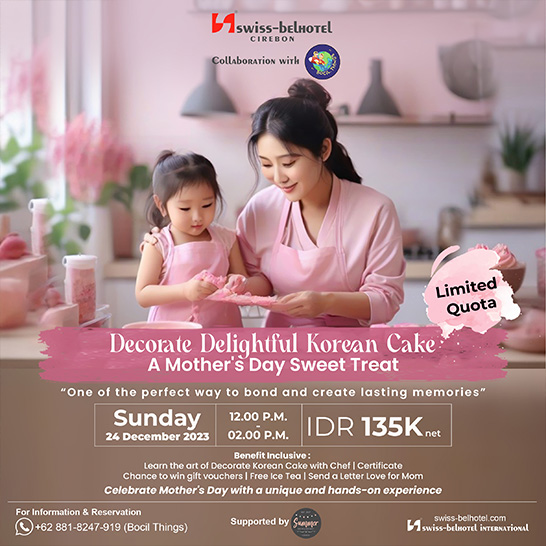 swiss-belhotel
CIREBON
Collaboration with
Limited
Quota
Decorate Delightful Korean Cake
A Mother's Day Sweet Treat
“One of the perfect way to bond and create lasting memories”
Sunday
24 December 2023
12.00 P.M.
-
02.00 P.M.
IDR 135K net
Benefit Inclusive :
Learn the art of Decorate Korean Cake with Chef | Certificate
Chance to win gift vouchers | Free Ice Tea | Send a Letter Love for Mom
Celebrate Mother's Day with a unique and hands-on experience
For Information & Reservation
+62 881-8247-919 (Bocil Things)
Supported by
swiss-belhotel.com
swiss-belhotel international